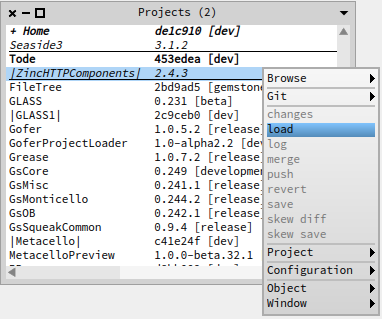 Projects (2)
+ Home de1c910 [dev]
Seaside3 3.1.2
Tode 453edea [dev]
|ZincHTTPComponents| 2.4.3
FileTree 2bd9ad5 [gemstone
GLASS 0.231 [beta]
|GLASS1| 2c9ceb0 [dev]
Gofer 1.0.5.2 [release]
GoferProjectLoader 1.0-alpha2.2 [dev
Grease 1.0.7.2 [release]
GsCore 0.249 [developmen
GsMisc 0.241.1 [release]
GsMonticello 0.244.2 [release]
GsOB 0.242.1 [release]
GsSqueakCommon 0.9.4 [release]
|Metacello| c41e24f [dev]
MetacelloPreview 1.0.0-beta.32.1
Browse
Git
changes
load
log
merge
push
revert
save
skew diff
skew save
Project
Configuration
Object
Window